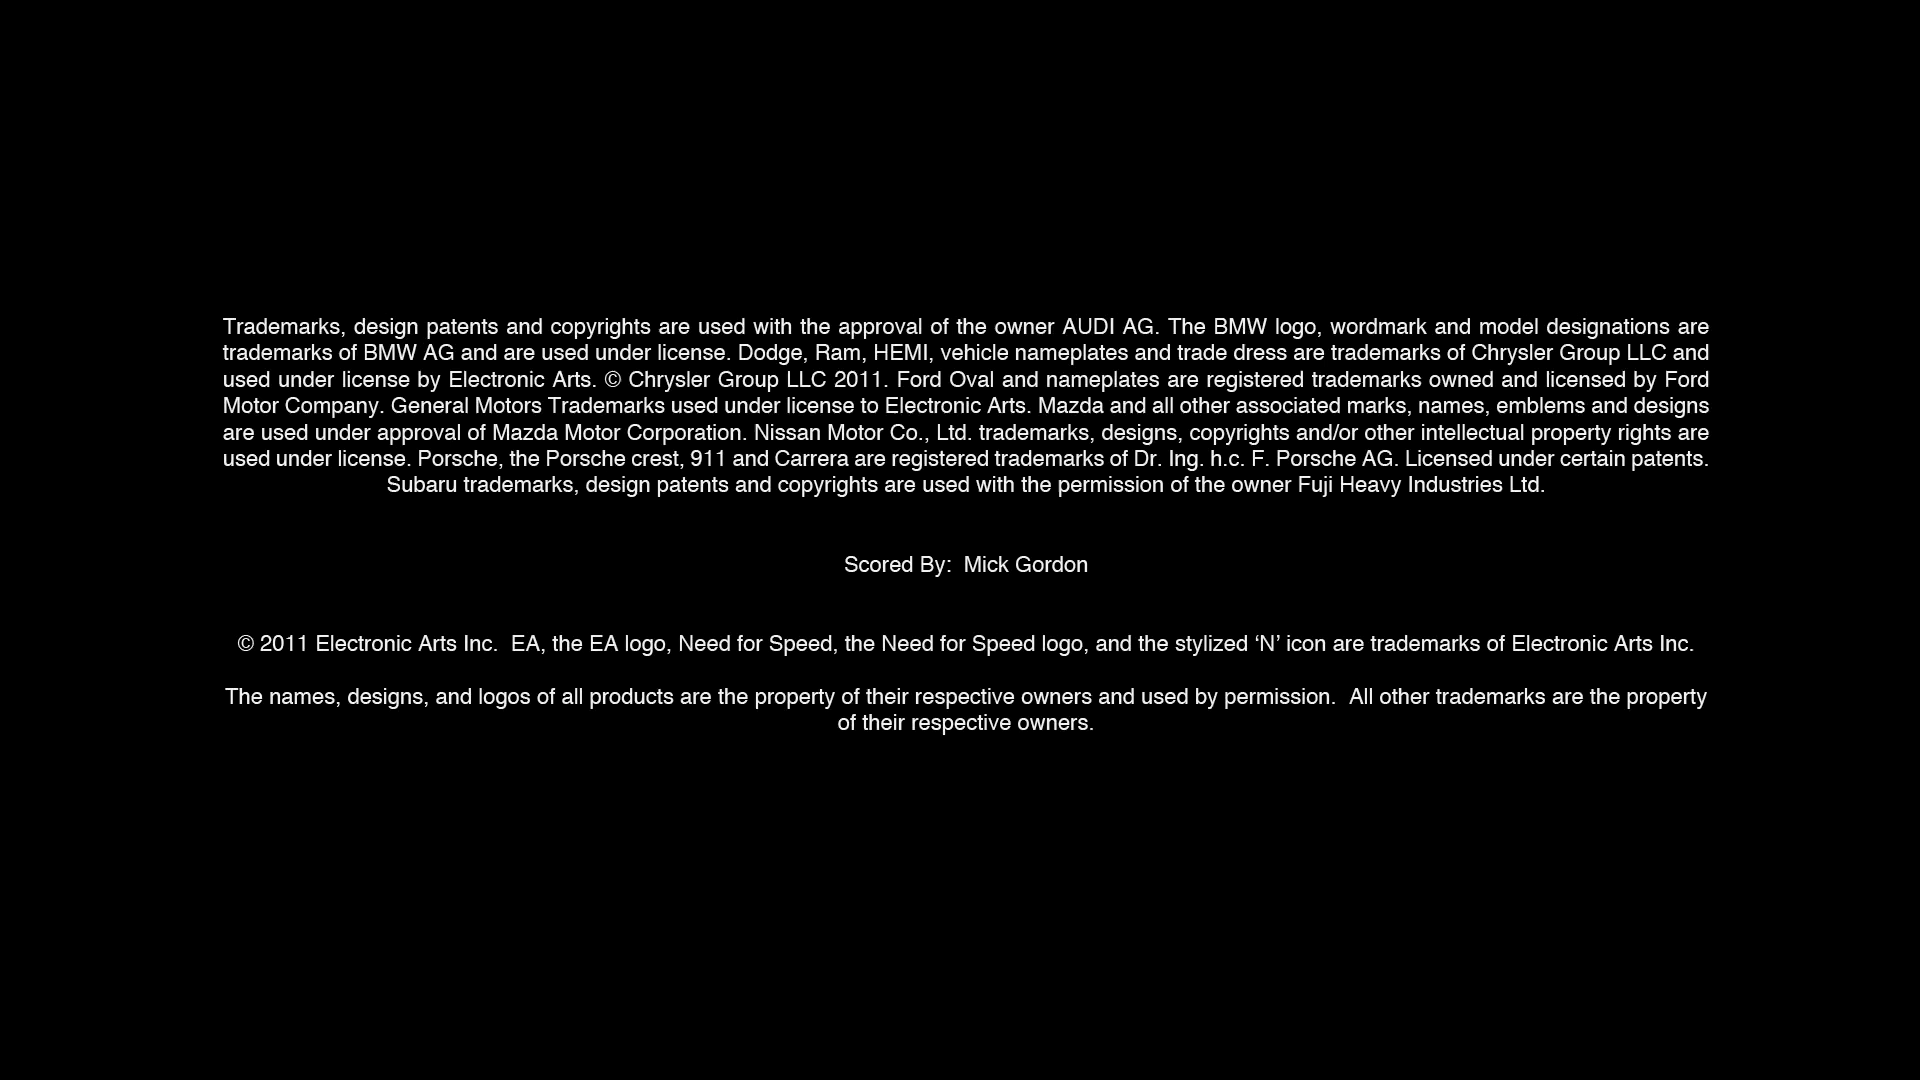 Trademarks, design patents and copyrights are used with the approval of the owner AUDI AG. The BMW logo, wordmark and model designations are
trademarks of BMW AG and are used under license. Dodge, Ram, HEMI, vehicle nameplates and trade dress are trademarks of Chrysler Group LLC and
used under license by Electronic Arts. © Chrysler Group LLC 2011. Ford Oval and nameplates are registered trademarks owned and licensed by Ford
Motor Company. General Motors Trademarks used under license to Electronic Arts. Mazda and all other associated marks, names, emblems and designs
are used under approval of Mazda Motor Corporation. Nissan Motor Co., Ltd. trademarks, designs, copyrights and/or other intellectual property rights are
used under license. Porsche, the Porsche crest, 911 and Carrera are registered trademarks of Dr. Ing. h.c. F. Porsche AG. Licensed under certain patents.
Subaru trademarks, design patents and copyrights are used with the permission of the owner Fuji Heavy Industries Ltd.
Scored By:  Mick Gordon
© 2011 Electronic Arts Inc.  EA, the EA logo, Need for Speed, the Need for Speed logo, and the stylized ‘N’ icon are trademarks of Electronic Arts Inc.
The names, designs, and logos of all products are the property of their respective owners and used by permission.  All other trademarks are the property
of their respective owners.